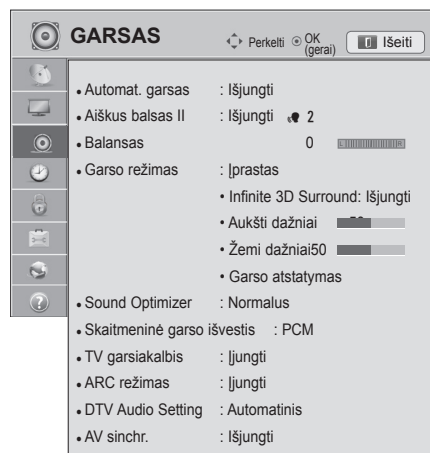 GARSAS Perkelti OK (gerai) Išeiti
• Automat. garsas : Išjungti
• Aiškus balsas II : Išjungti 2
• Balansas 0 L R
• Garso režimas : Įprastas
• Infinite 3D Surround: Išjungti
• Aukšti dažniai
• Žemi dažniai50
• Garso atstatymas
• Sound Optimizer : Normalus
• Skaitmeninė garso išvestis : PCM
• TV garsiakalbis : Įjungti
• ARC režimas : Įjungti
• DTV Audio Setting : Automatinis
• AV sinchr. : Išjungti